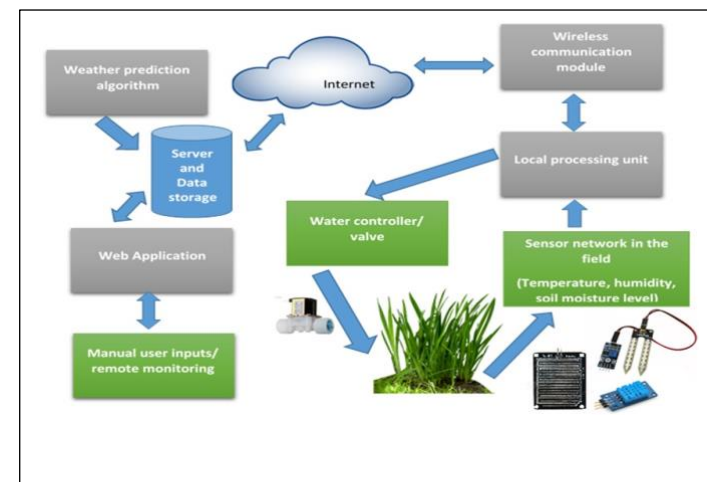 Weather prediction
algorithm
Internet
Wireless
communication
module
Server
and
Data
storage
Local processing unit
Water controller/
valve
Web Application
Sensor network in the
field
(Temperature, humidity,
soil moisture level)
Manual user inputs/
remote monitoring